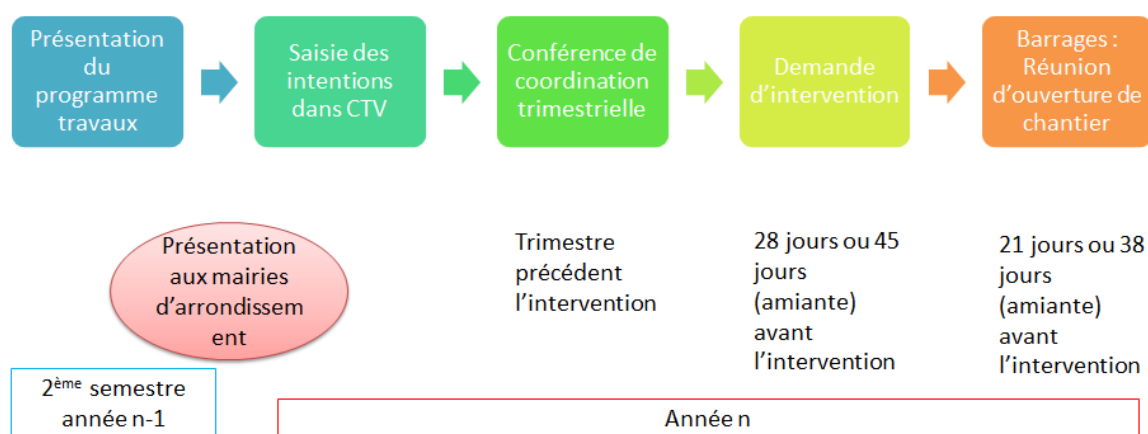 Présentation
du
programme
travaux
Saisie des
intentions
dans CTV
Conférence de
coordination
trimestrielle
Demande
d'intervention
Barrages :
Réunion
d'ouverture de
chantier
Présentation
aux mairies
d'arrondissem
ent
Trimestre
précédent
l'intervention
28 jours ou 45
jours
(amiante)
avant
l'intervention
21 jours ou 38
jours
(amiante)
avant
l'intervention
2ème semestre
année n-1
Année n